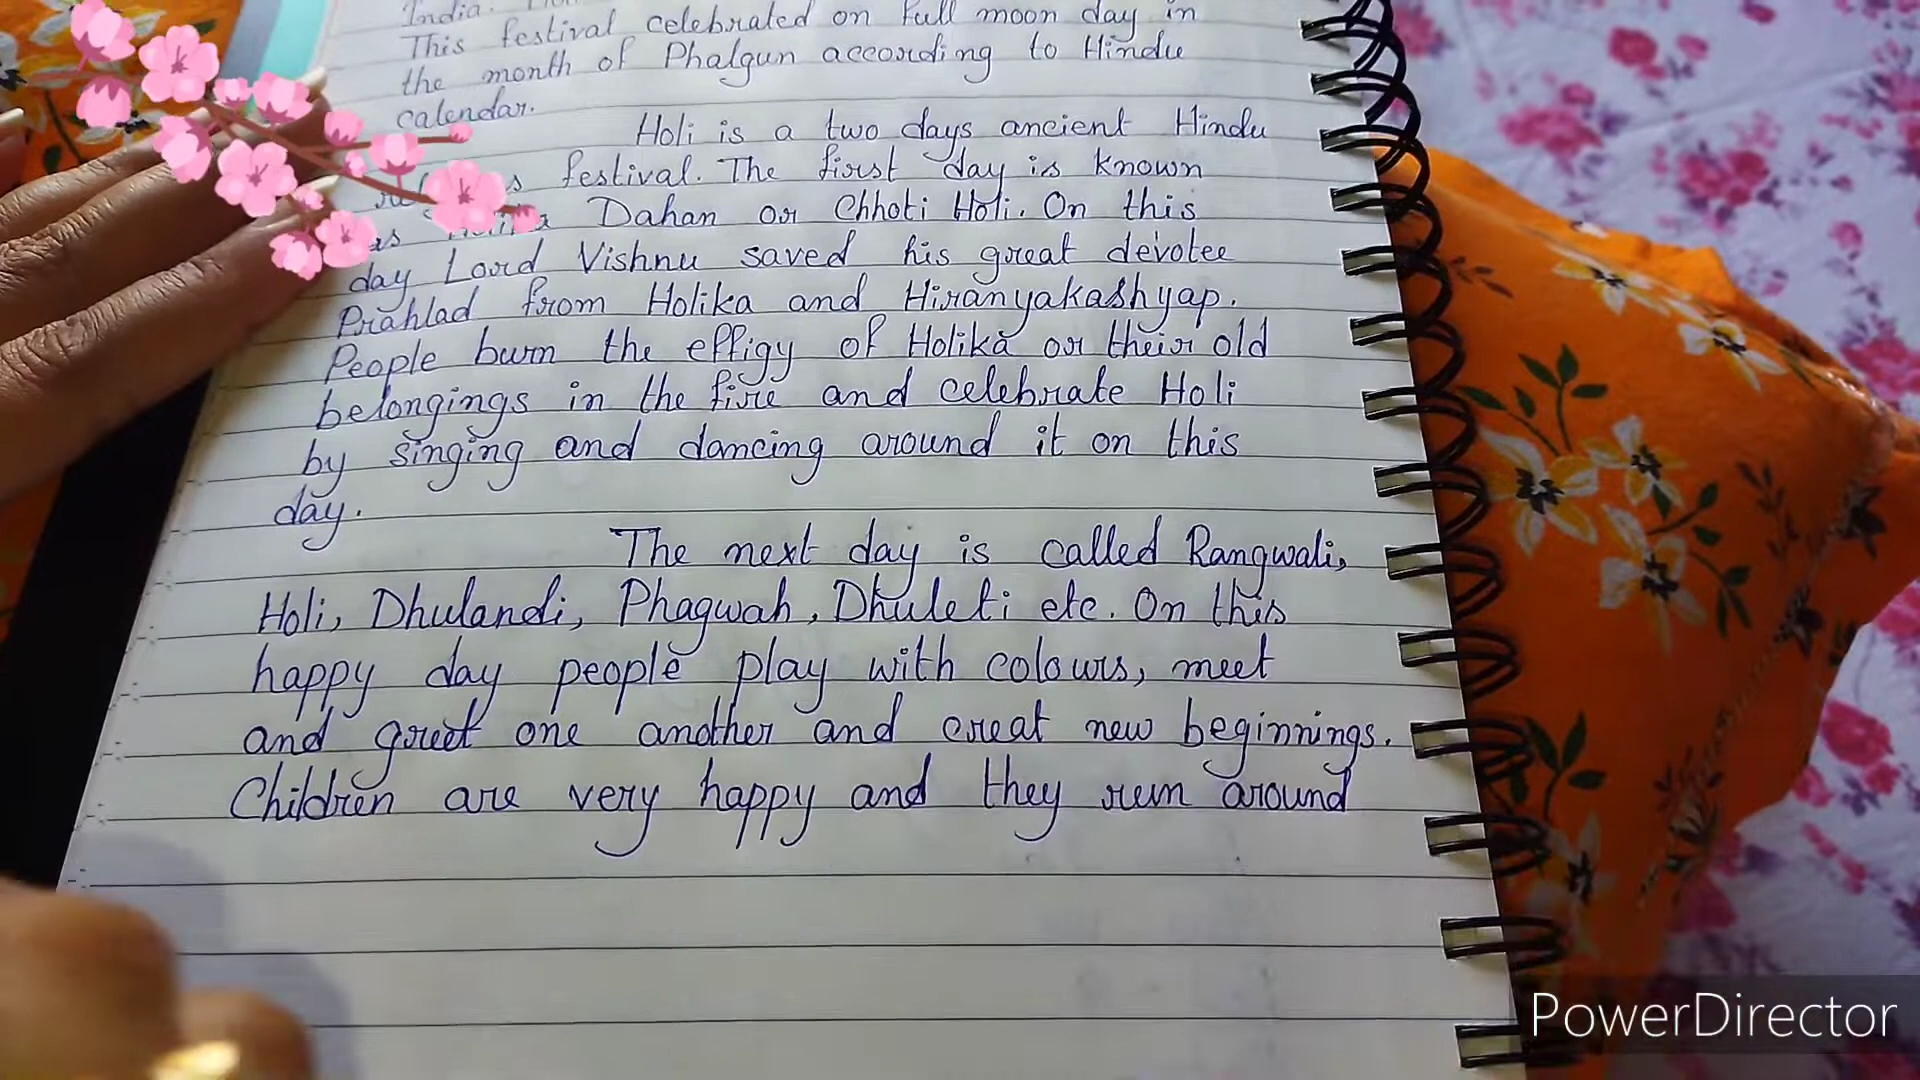 India.
This festival celebrated on full moon day in
the month of Phalgun according to Hindu
calendar.
Holi is a two days ancient Hindu
festival. The first day is known
as Dahan or Chhoti Holi. On this
day Lord Vishnu saved his great devotee
Prahlad from Holika and Hiranyakashyap.
People burn the effigy of Holika or their old
belongings in the fire and celebrate Holi
by singing and dancing around it on this
day.
The next day is called Rangwali,
Holi, Dhulandi, Phagwah, Dhuleti etc. On this
happy day people play with colours, meet
and greet one another and creat new beginnings.
Children are very happy and they run around
PowerDirector